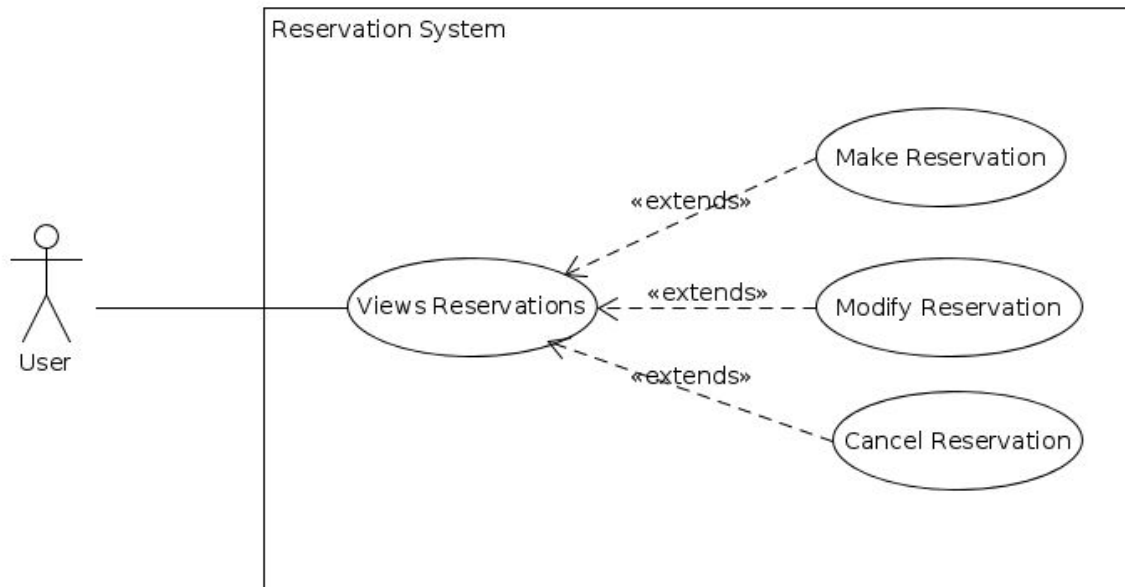 Reservation System
Make Reservation
«extends»
«extends»
Views Reservations
Modify Reservation
User
«extends»
Cancel Reservation